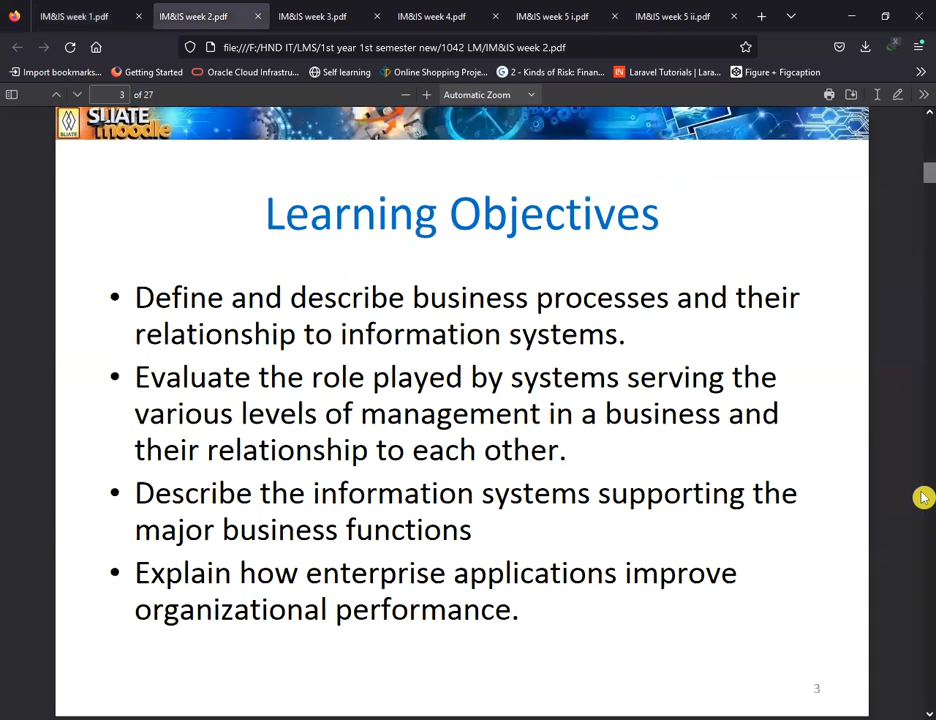 IM&IS week 1.pdf
IM&IS week 2.pdf
IM&IS week 3.pdf
IM&IS week 4.pdf
IM&IS week 5 i.pdf
IM&IS week 5 ii.pdf
file:///F:/HND IT/LMS/1st year 1st semester new/1042 LM/IM&IS week 2.pdf
Import bookmarks...
Getting Started
Oracle Cloud Infrastru...
Self learning
Online Shopping Proje...
2 - Kinds of Risk: Finan...
Laravel Tutorials | Lara...
Figure + Figcaption
3 of 27
Automatic Zoom
SLIATE
moodle
SLIATE
Learning Objectives
• Define and describe business processes and their
relationship to information systems.
• Evaluate the role played by systems serving the
various levels of management in a business and
their relationship to each other.
• Describe the information systems supporting the
major business functions
• Explain how enterprise applications improve
organizational performance.
3